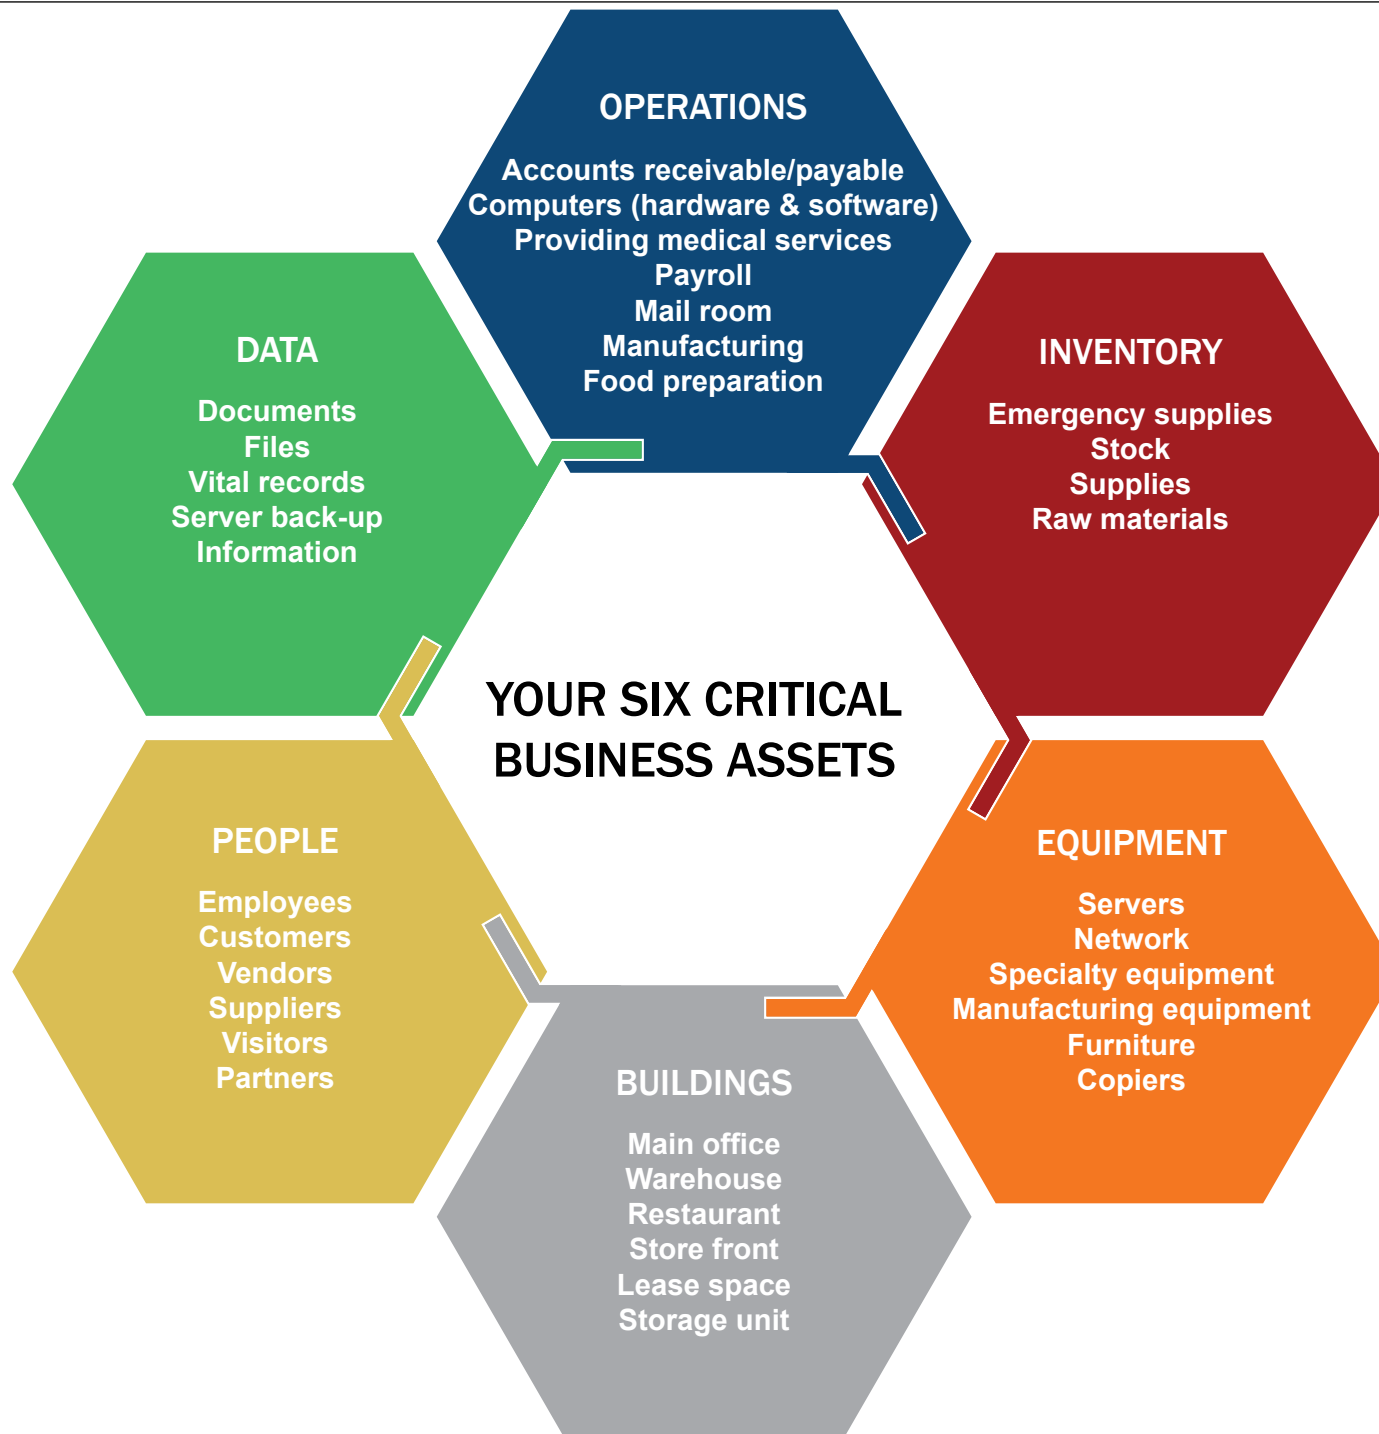 OPERATIONS
Accounts receivable/payable
Computers (hardware & software)
Providing medical services
Payroll
Mail room
Manufacturing
Food preparation
INVENTORY
Emergency supplies
Stock
Supplies
Raw materials
EQUIPMENT
Servers
Network
Specialty equipment
Manufacturing equipment
Furniture
Copiers
BUILDINGS
Main office
Warehouse
Restaurant
Store front
Lease space
Storage unit
PEOPLE
Employees
Customers
Vendors
Suppliers
Visitors
Partners
DATA
Documents
Files
Vital records
Server back-up
Information
YOUR SIX CRITICAL
BUSINESS ASSETS